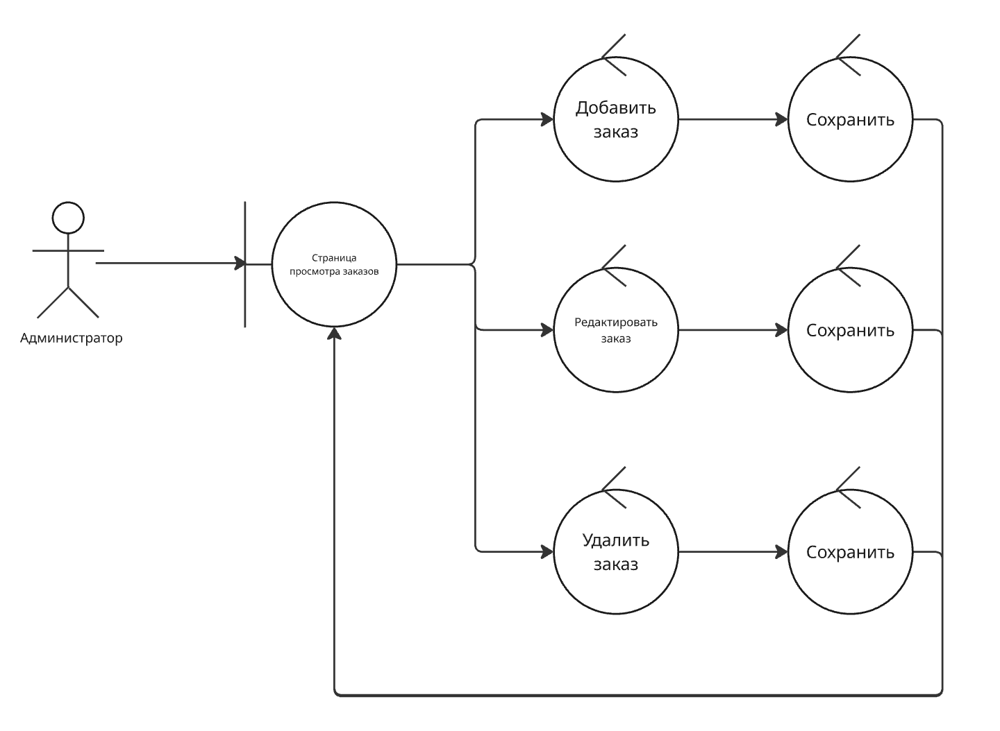 Добавить
заказ
Сохранить
Страница
просмотра заказов
Администратор
Редактировать
заказ
Сохранить
Удалить
заказ
Сохранить